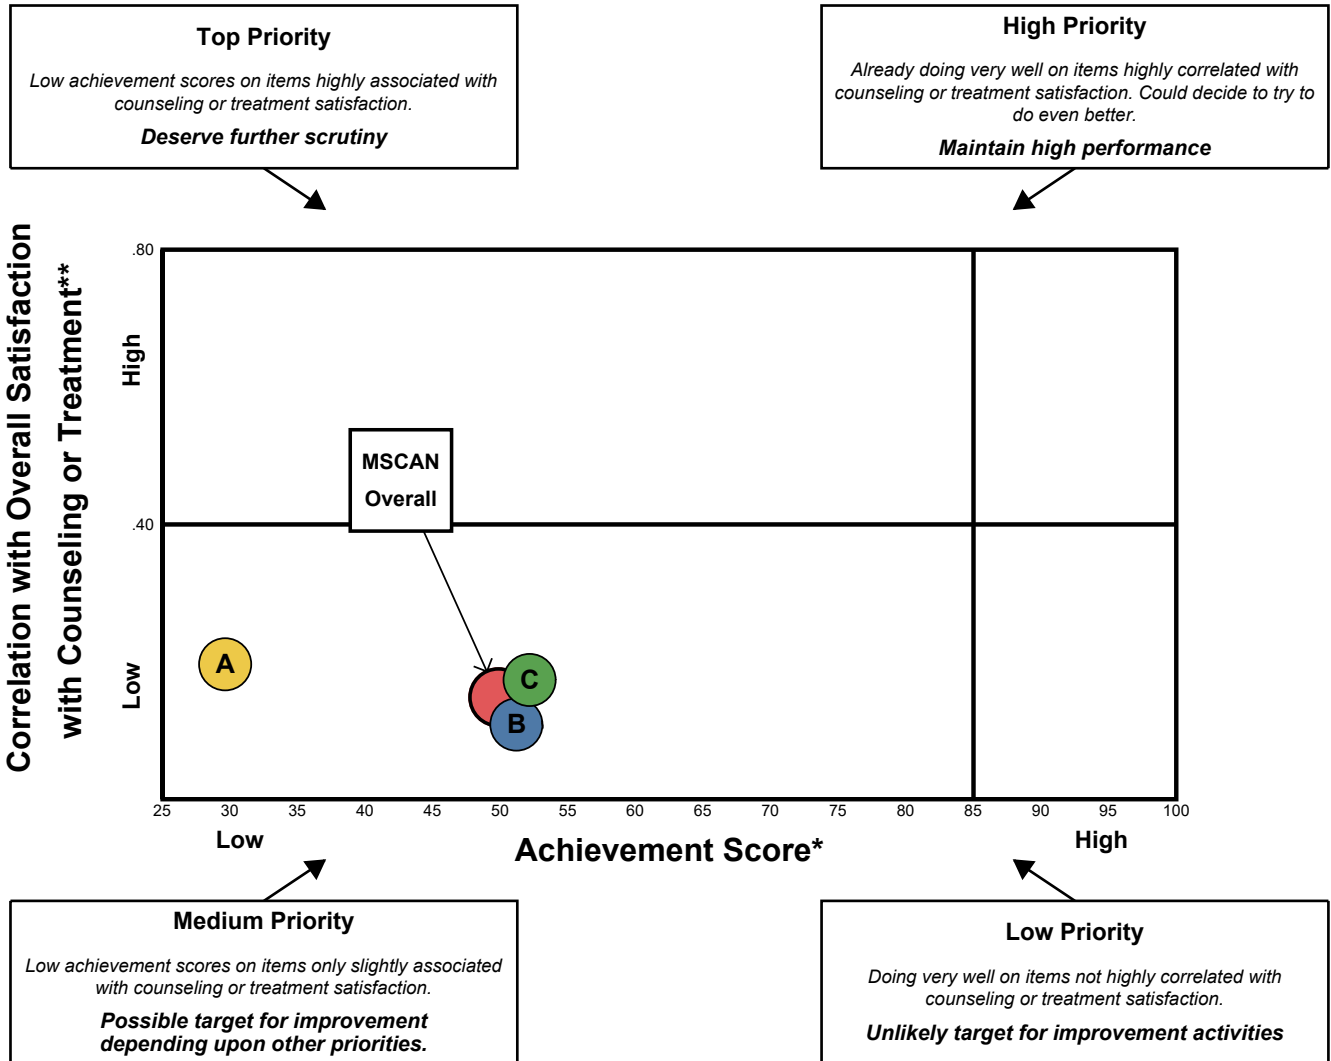 Top Priority
Low achievement scores on items highly associated with
counseling or treatment satisfaction.
Deserve further scrutiny
High Priority
Already doing very well on items highly correlated with
counseling or treatment satisfaction. Could decide to try to
do even better.
Maintain high performance
Correlation with Overall Satisfaction
with Counseling or Treatment**
.80
High
.40
Low
MSCAN
Overall
A
C
B
25 30 35 40 45 50 55 60 65 70 75 80 85 90 95 100
Low
Achievement Score*
High
Medium Priority
Low achievement scores on items only slightly associated
with counseling or treatment satisfaction.
Possible target for improvement
depending upon other priorities.
Low Priority
Doing very well on items not highly correlated with
counseling or treatment satisfaction.
Unlikely target for improvement activities